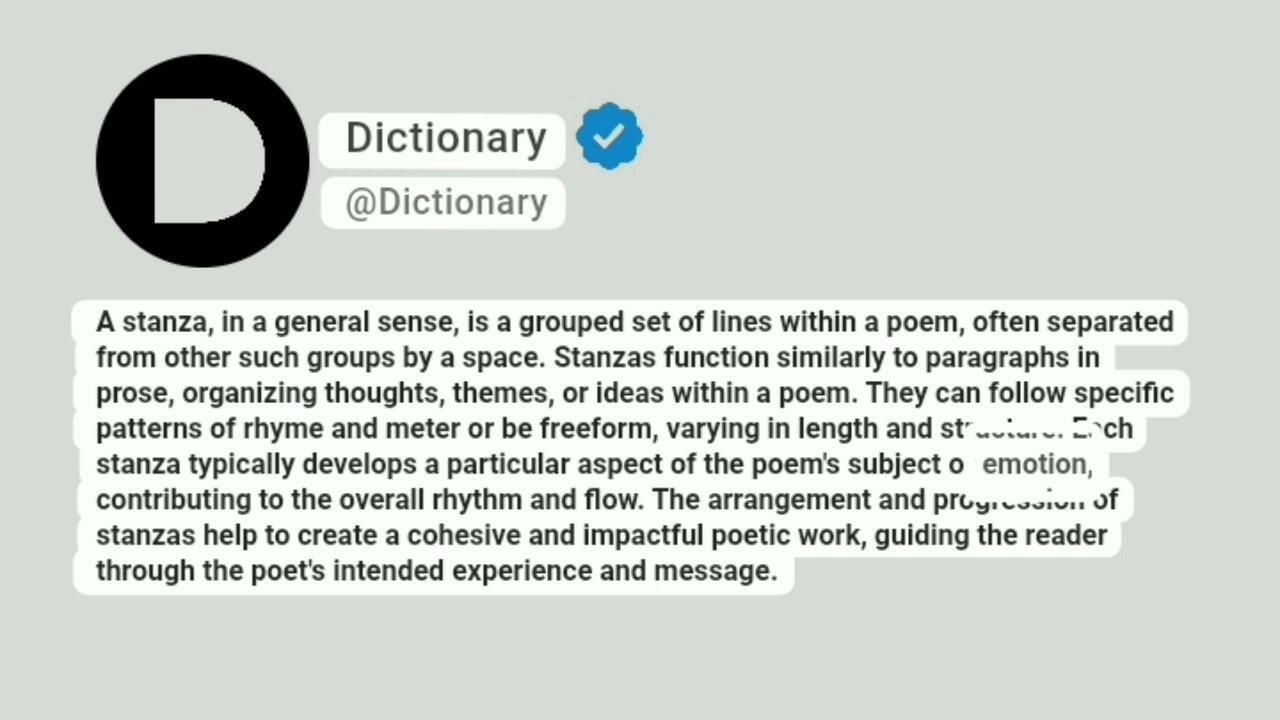 Dictionary
@Dictionary
A stanza, in a general sense, is a grouped set of lines within a poem, often separated
from other such groups by a space. Stanzas function similarly to paragraphs in
prose, organizing thoughts, themes, or ideas within a poem. They can follow specific
patterns of rhyme and meter or be freeform, varying in length and structure. Each
stanza typically develops a particular aspect of the poem's subject o emotion,
contributing to the overall rhythm and flow. The arrangement and progression of
stanzas help to create a cohesive and impactful poetic work, guiding the reader
through the poet's intended experience and message.